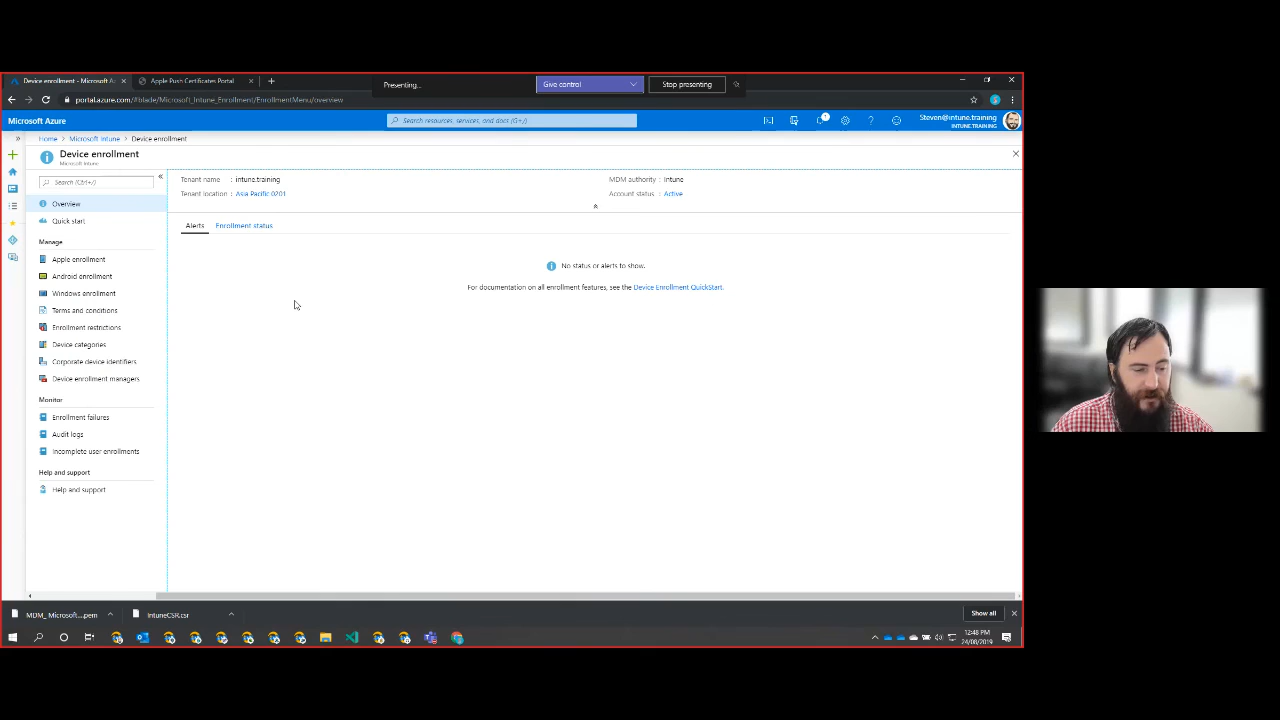 Device enrollment - Microsoft Az
Apple Push Certificates Portal
Presenting...
Give control
Stop presenting
portal.azure.com/#blade/Microsoft_Intune_Enrollment/EnrollmentMenu/overview
Microsoft Azure
Search resources, services, and docs (G+/)
Steven@intune.training
INTUNE.TRAINING
Home > Microsoft Intune > Device enrollment
Device enrollment
Microsoft Intune
Search (Ctrl+/)
Overview
Quick start
Manage
Apple enrollment
Android enrollment
Windows enrollment
Terms and conditions
Enrollment restrictions
Device categories
Corporate device identifiers
Device enrollment managers
Monitor
Enrollment failures
Audit logs
Incomplete user enrollments
Help and support
Help and support
Tenant name : intune.training
MDM authority : Intune
Tenant location : Asia Pacific 0201
Account status : Active
Alerts
Enrollment status
No status or alerts to show.
For documentation on all enrollment features, see the Device Enrollment QuickStart.
MDM_ Microsoft....pem
IntuneCSR.csr
Show all
12:48 PM
24/08/2019